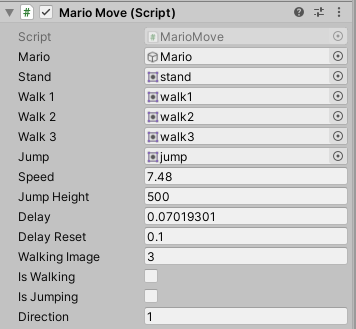 Mario Move (Script)
Script MarioMove
Mario Mario
Stand stand
Walk 1 walk1
Walk 2 walk2
Walk 3 walk3
Jump jump
Speed 7.48
Jump Height 500
Delay 0.07019301
Delay Reset 0.1
Walking Image 3
Is Walking
Is Jumping
Direction 1